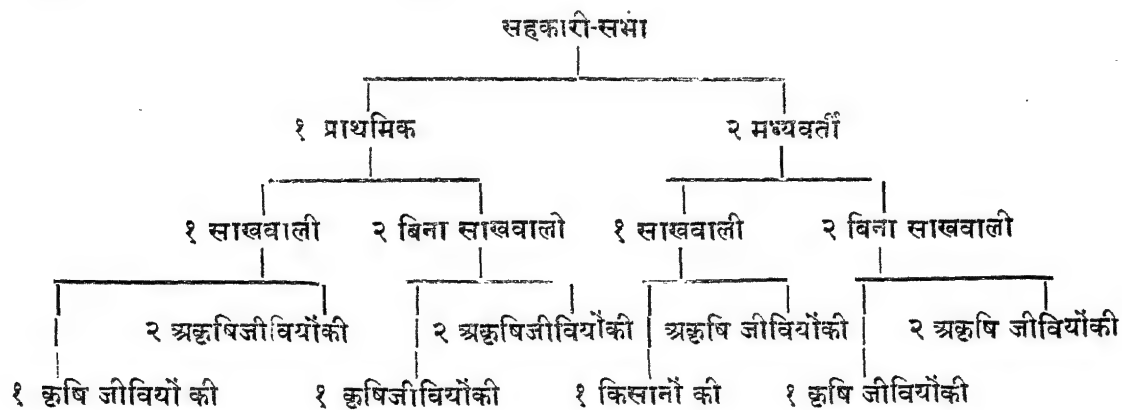 सहकारी-सभा
१ प्राथमिक २ मध्यवर्ती
१ साखवाली २ बिना साखवाली १ साखवाली २ बिना साखवाली
२ अकृषिजीवियोंकी २ अकृषिजीवियोंकी अकृषि जीवियोंकी २ अकृषि जीवियोंकी
१ कृषि जीवियों की १ कृषिजीवियोंकी १ किसानों की १ कृषि जीवियोंकी